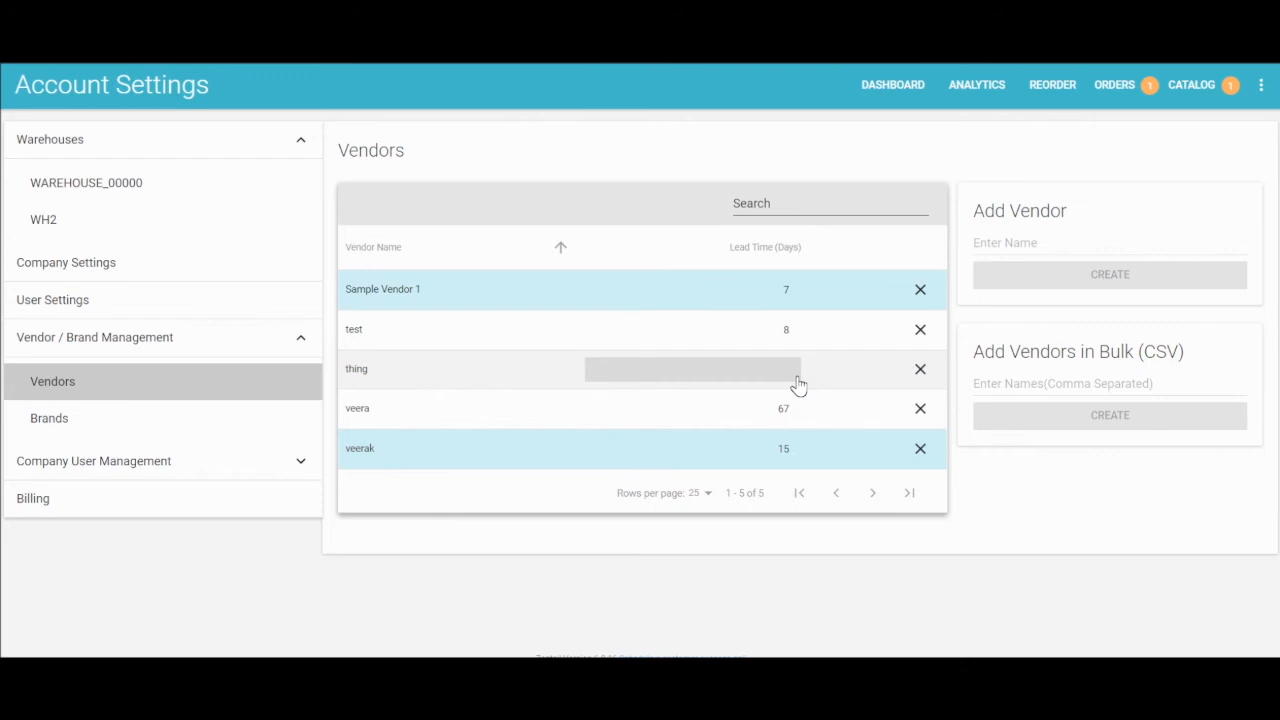 Account Settings
DASHBOARD ANALYTICS REORDER ORDERS 1 CATALOG 1
Warehouses
WAREHOUSE_00000
WH2
Company Settings
User Settings
Vendor / Brand Management
Vendors
Brands
Company User Management
Billing
Vendors
Search
Vendor Name Lead Time (Days)
Sample Vendor 1 7
test 8
thing
veera 67
veerak 15
Rows per page: 25 1 - 5 of 5
Add Vendor
Enter Name
CREATE
Add Vendors in Bulk (CSV)
Enter Names(Comma Separated)
CREATE